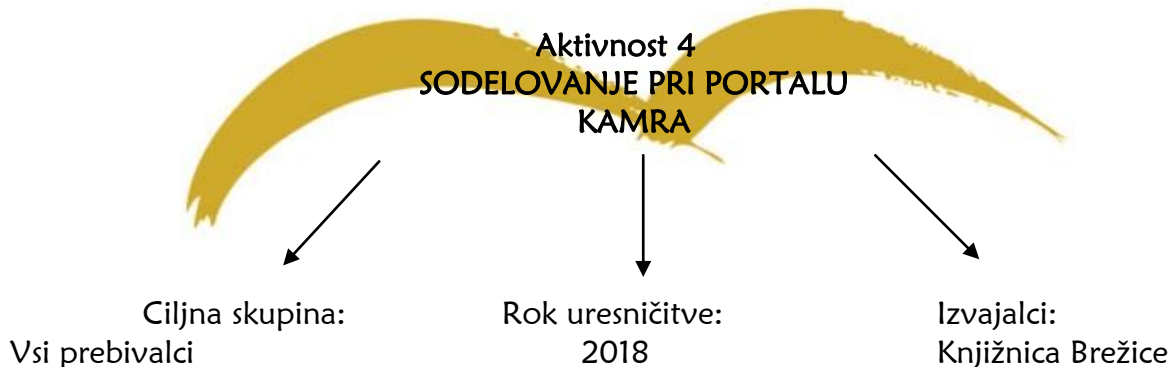 Aktivnost 4
SODELOVANJE PRI PORTALU
KAMRA
Ciljna skupina:
Vsi prebivalci
Rok uresničitve:
2018
Izvajalci:
Knjižnica Brežice